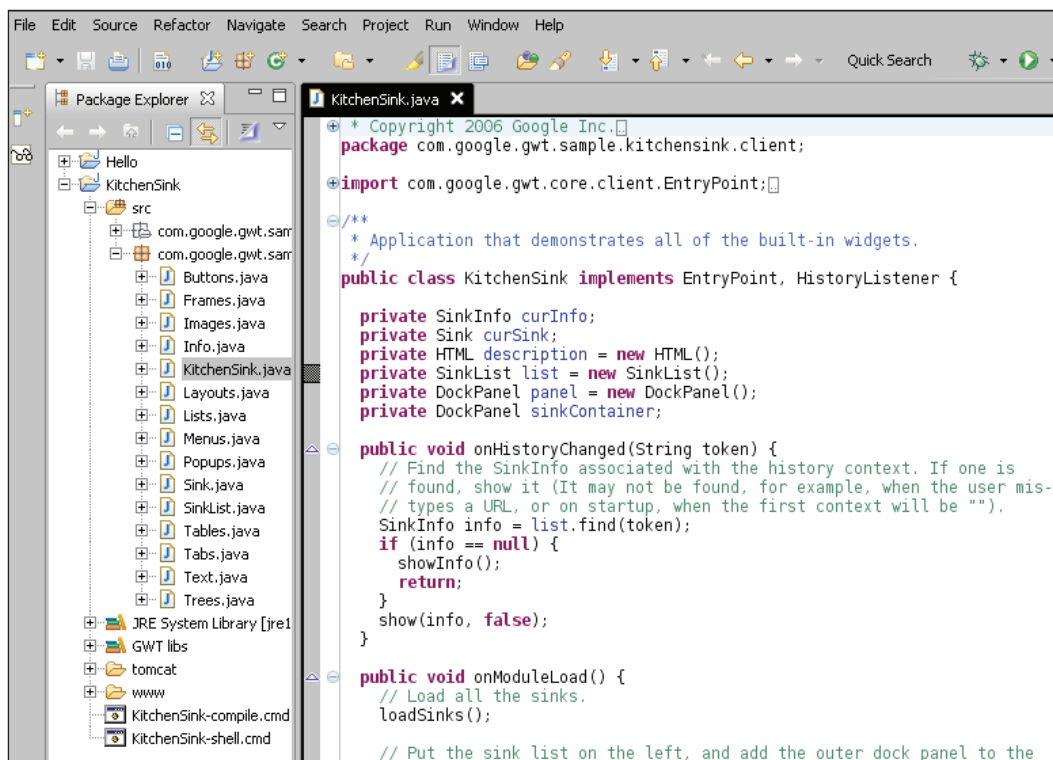 File Edit Source Refactor Navigate Search Project Run Window Help
Quick Search
Package Explorer
Hello
KitchenSink
src
com.google.gwt.sam
com.google.gwt.sam
Buttons.java
Frames.java
Images.java
Info.java
KitchenSink.java
Layouts.java
Lists.java
Menus.java
Popups.java
Sink.java
SinkList.java
Tables.java
Tabs.java
Text.java
Trees.java
JRE System Library [jre1
GWT libs
tomcat
www
KitchenSink-compile.cmd
KitchenSink-shell.cmd
KitchenSink.java
* Copyright 2006 Google Inc.
package com.google.gwt.sample.kitchensink.client;
import com.google.gwt.core.client.EntryPoint;
/**
* Application that demonstrates all of the built-in widgets.
*/
public class KitchenSink implements EntryPoint, HistoryListener {
private SinkInfo curInfo;
private Sink curSink;
private HTML description = new HTML();
private SinkList list = new SinkList();
private DockPanel panel = new DockPanel();
private DockPanel sinkContainer;
public void onHistoryChanged(String token) {
// Find the SinkInfo associated with the history context. If one is
// found, show it (It may not be found, for example, when the user mis-
// types a URL, or on startup, when the first context will be "").
SinkInfo info = list.find(token);
if (info == null) {
showInfo();
return;
}
show(info, false);
}
public void onModuleLoad() {
// Load all the sinks.
loadSinks();
// Put the sink list on the left, and add the outer dock panel to the